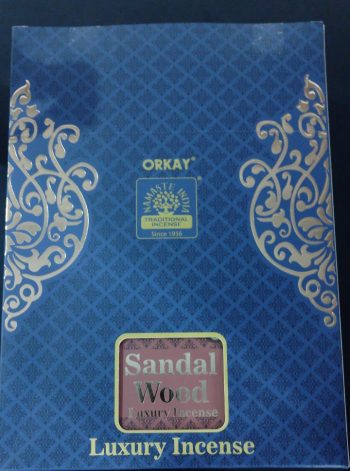 ORKAY®
NAMASTE INDIA
®
TRADITIONAL
INCENSE
Since 1956
Sandal
Wood
Luxury Incense
Luxury Incense